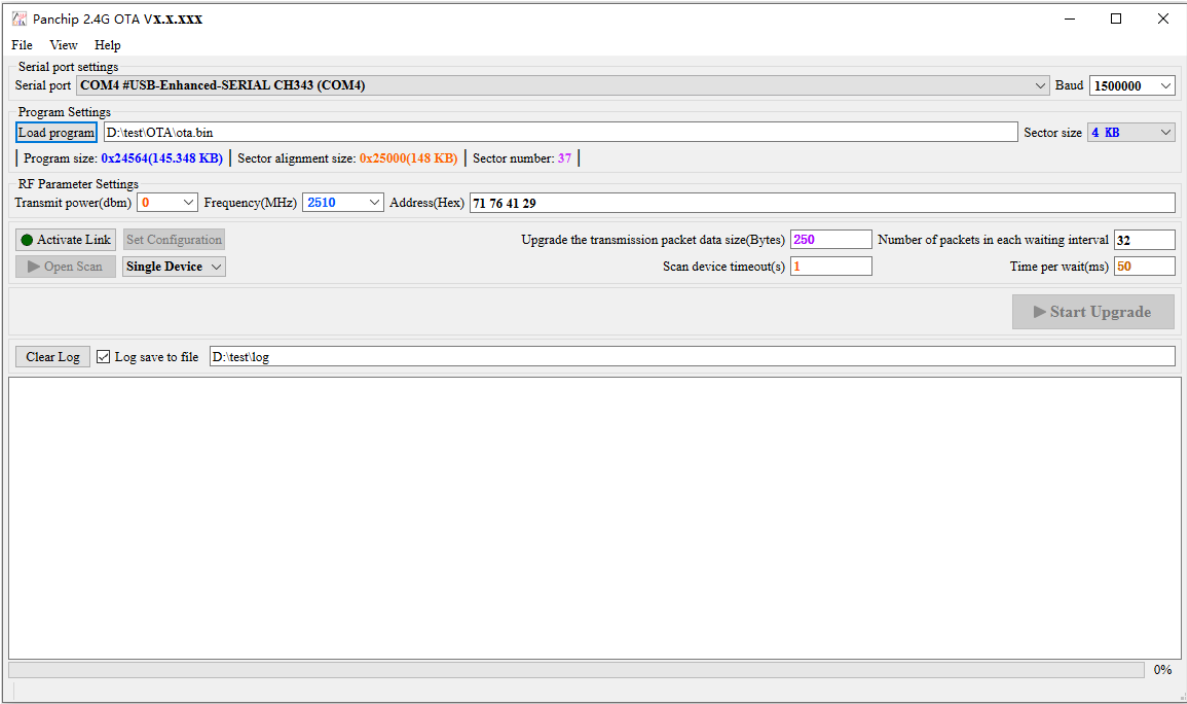 Panchip 2.4G OTA VX.X.XXX
File View Help
Serial port settings
Serial port COM4 #USB-Enhanced-SERIAL CH343 (COM4) Baud 1500000
Program Settings
Load program D:\test\OTA\ota.bin Sector size 4 KB
Program size: 0x24564(145.348 KB) | Sector alignment size: 0x25000(148 KB) | Sector number: 37 |
RF Parameter Settings
Transmit power(dbm) 0 Frequency(MHz) 2510 Address(Hex) 71 76 41 29
Activate Link Set Configuration Upgrade the transmission packet data size(Bytes) 250 Number of packets in each waiting interval 32
Open Scan Single Device Scan device timeout(s) 1 Time per wait(ms) 50
Start Upgrade
Clear Log Log save to file D:\test\log
0%